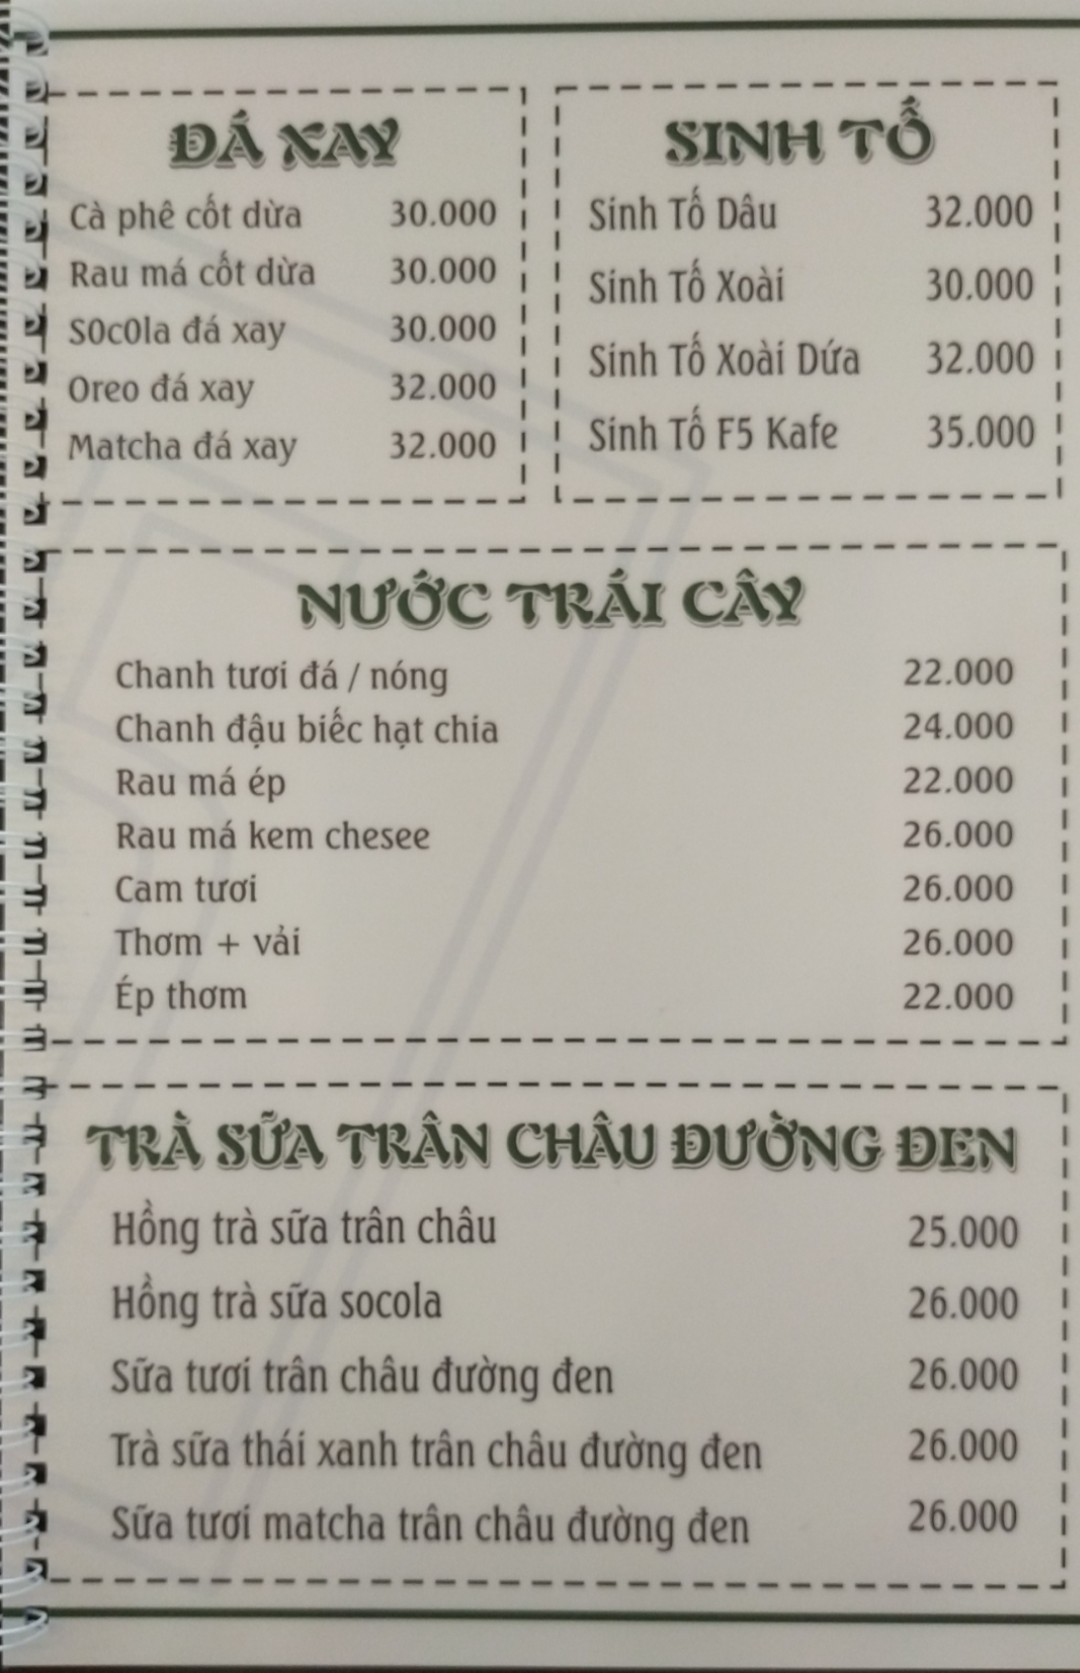 ĐÁ XAY
Cà phê cốt dừa 30.000
Rau má cốt dừa 30.000
S0c0la đá xay 30.000
Oreo đá xay 32.000
Matcha đá xay 32.000
SINH TỐ
Sinh Tố Dâu 32.000
Sinh Tố Xoài 30.000
Sinh Tố Xoài Dứa 32.000
Sinh Tố F5 Kafe 35.000
NƯỚC TRÁI CÂY
Chanh tươi đá / nóng 22.000
Chanh đậu biếc hạt chia 24.000
Rau má ép 22.000
Rau má kem chesee 26.000
Cam tươi 26.000
Thơm + vải 26.000
Ép thơm 22.000
TRÀ SỮA TRÂN CHÂU ĐƯỜNG ĐEN
Hồng trà sữa trân châu 25.000
Hồng trà sữa socola 26.000
Sữa tươi trân châu đường đen 26.000
Trà sữa thái xanh trân châu đường đen 26.000
Sữa tươi matcha trân châu đường đen 26.000